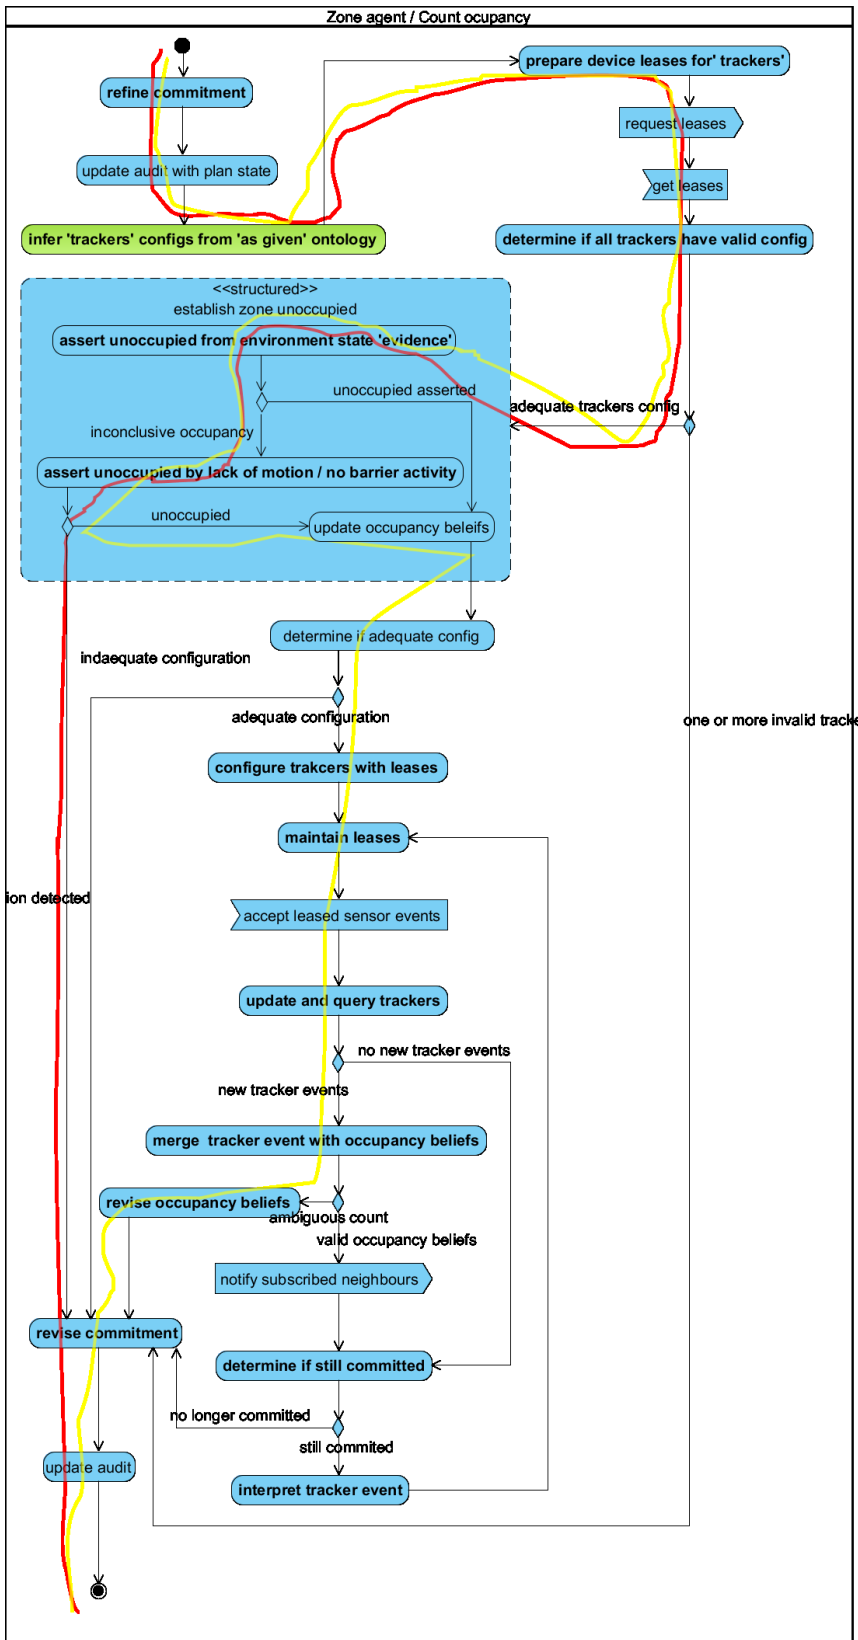 Zone agent / Count ocupancy
prepare device leases for' trackers'
refine commitment
request leases
update audit with plan state
get leases
infer 'trackers' configs from 'as given' ontology
determine if all trackers have valid config
<<structured>>
establish zone unoccupied
assert unoccupied from environment state 'evidence'
unoccupied asserted
adequate trackers config
inconclusive occupancy
assert unoccupied by lack of motion / no barrier activity
unoccupied
update occupancy beleifs
determine if adequate config
indaequate configuration
adequate configuration
one or more invalid tracke
configure trakcers with leases
maintain leases
ion detected
accept leased sensor events
update and query trackers
no new tracker events
new tracker events
merge tracker event with occupancy beliefs
revise occupancy beliefs
ambiguous count
valid occupancy beliefs
notify subscribed neighbours
revise commitment
determine if still committed
no longer committed
still commited
update audit
interpret tracker event